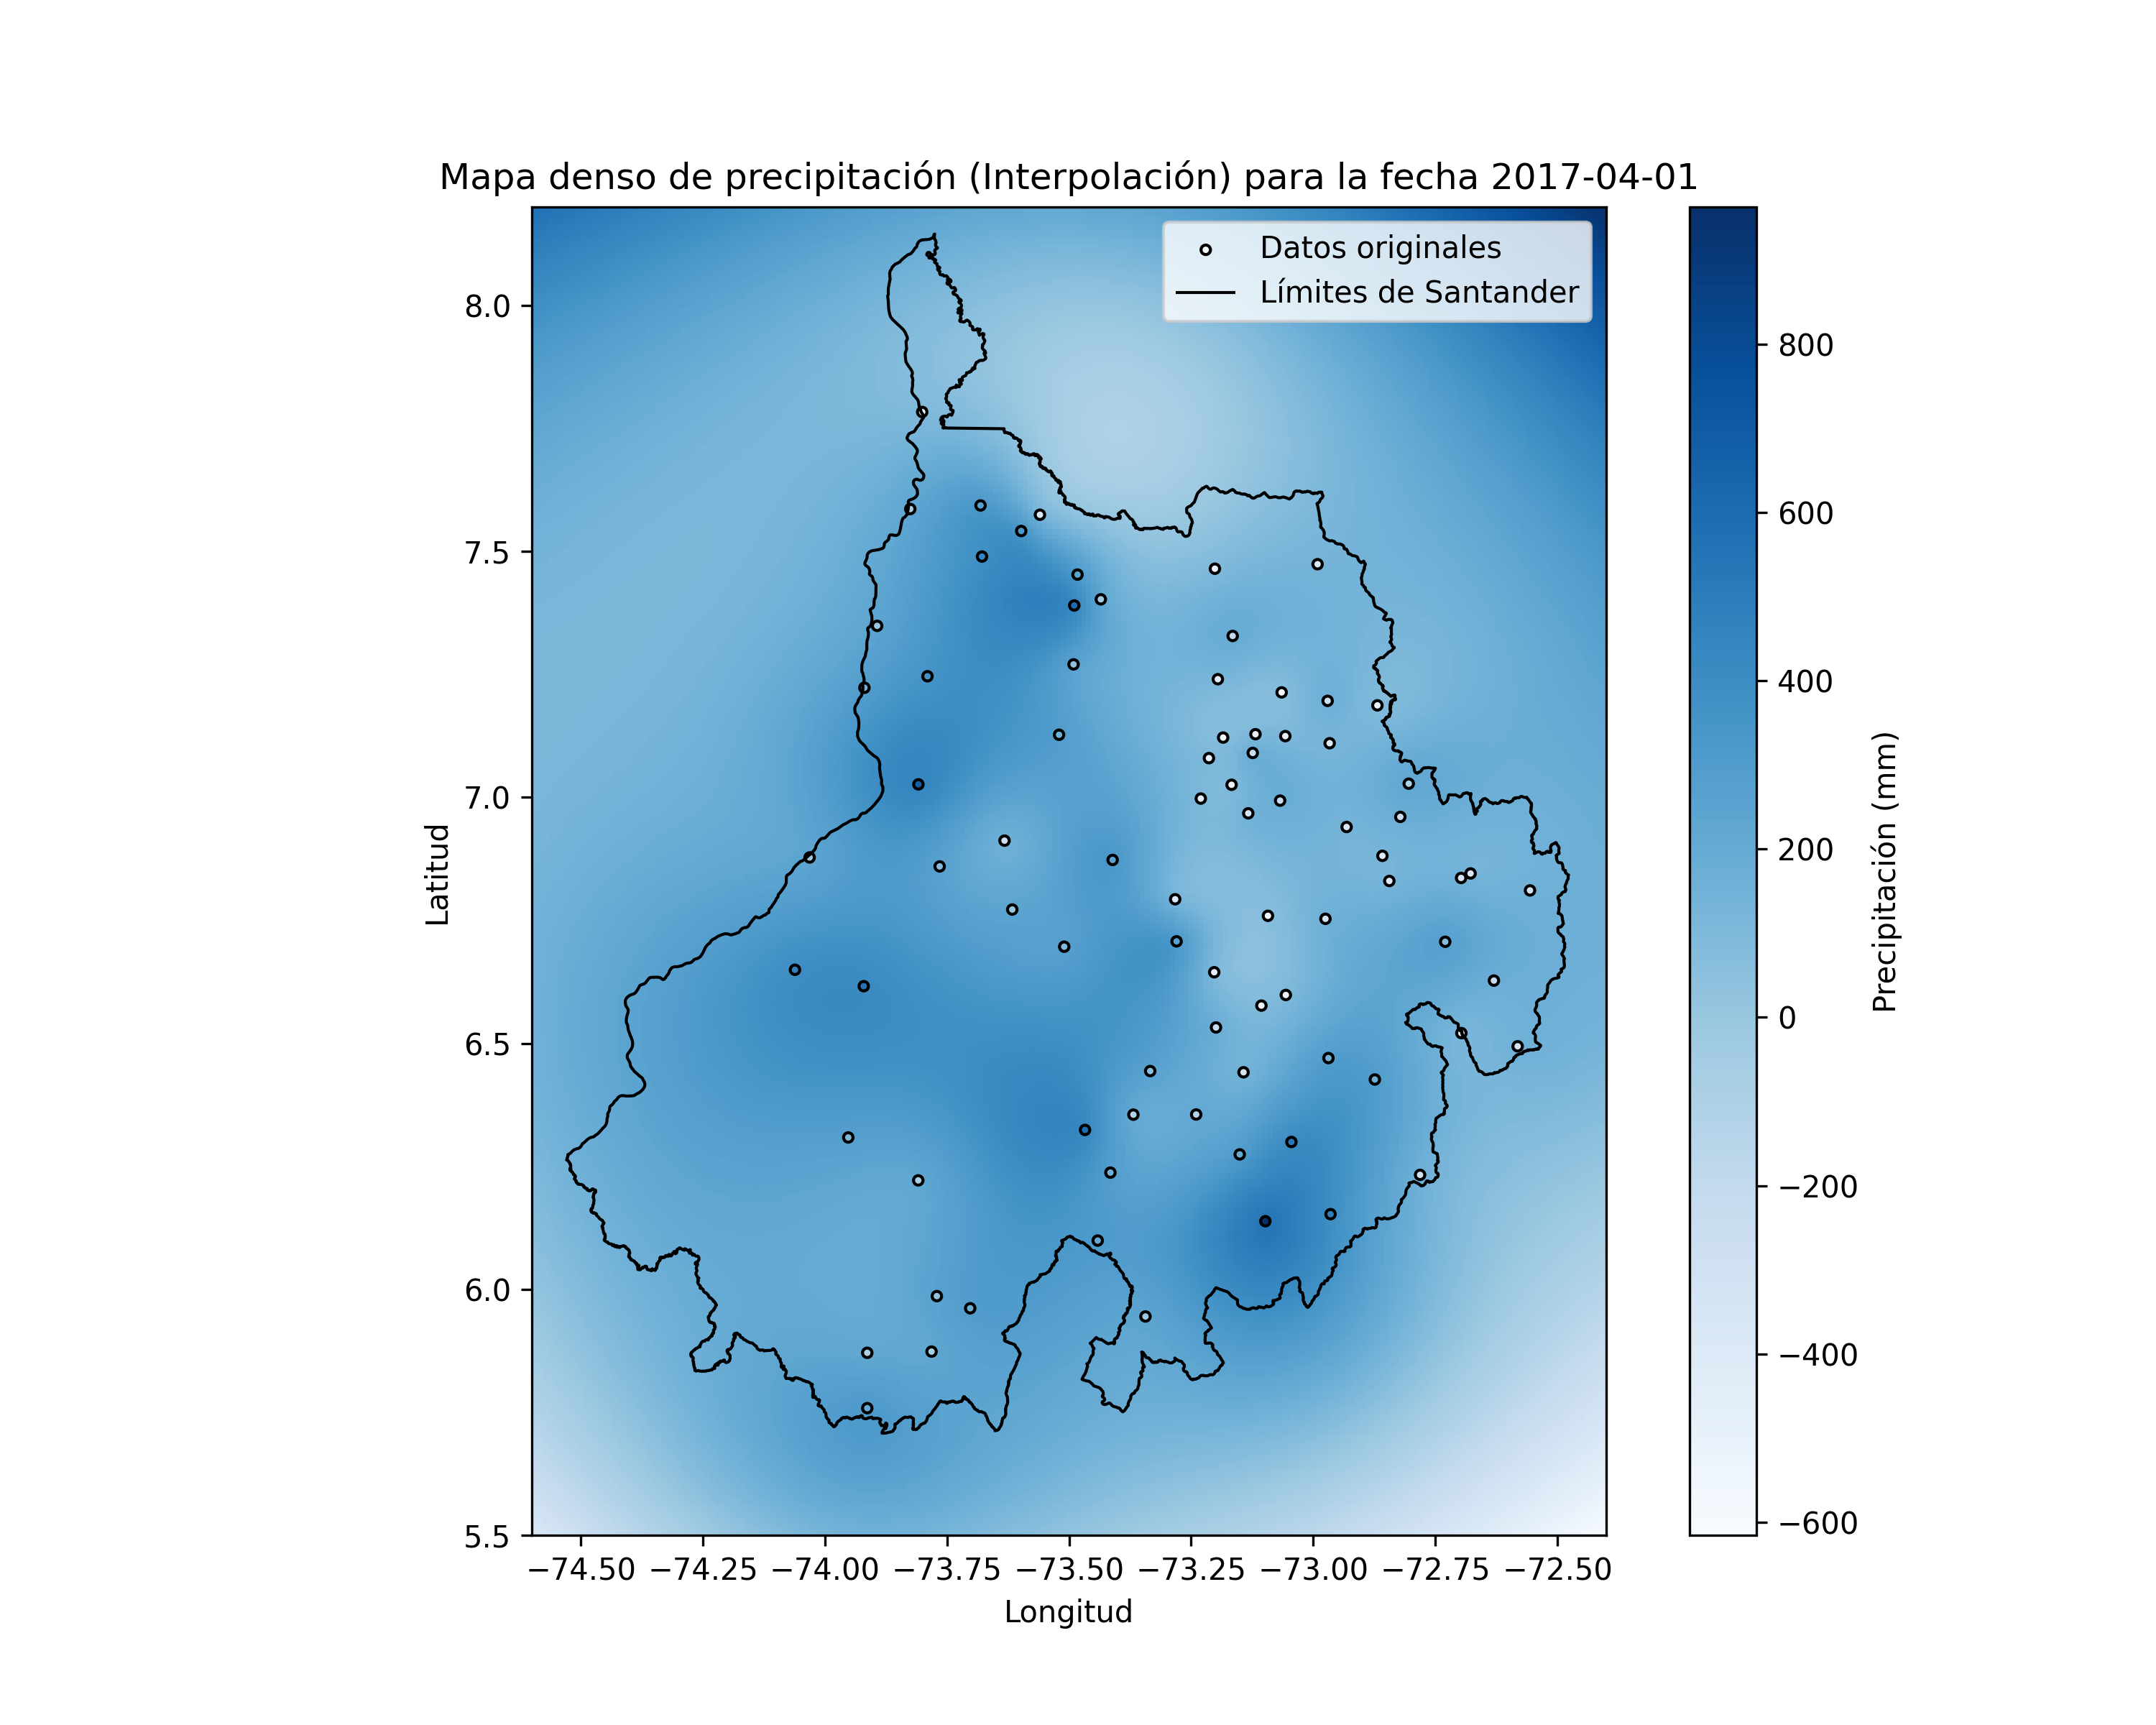 Mapa denso de precipitación (Interpolación) para la fecha 2017-04-01
Datos originales
Límites de Santander
8.0
7.5
7.0
6.5
6.0
5.5
Latitud
−74.50 −74.25 −74.00 −73.75 −73.50 −73.25 −73.00 −72.75 −72.50
Longitud
800
600
400
200
0
−200
−400
−600
Precipitación (mm)